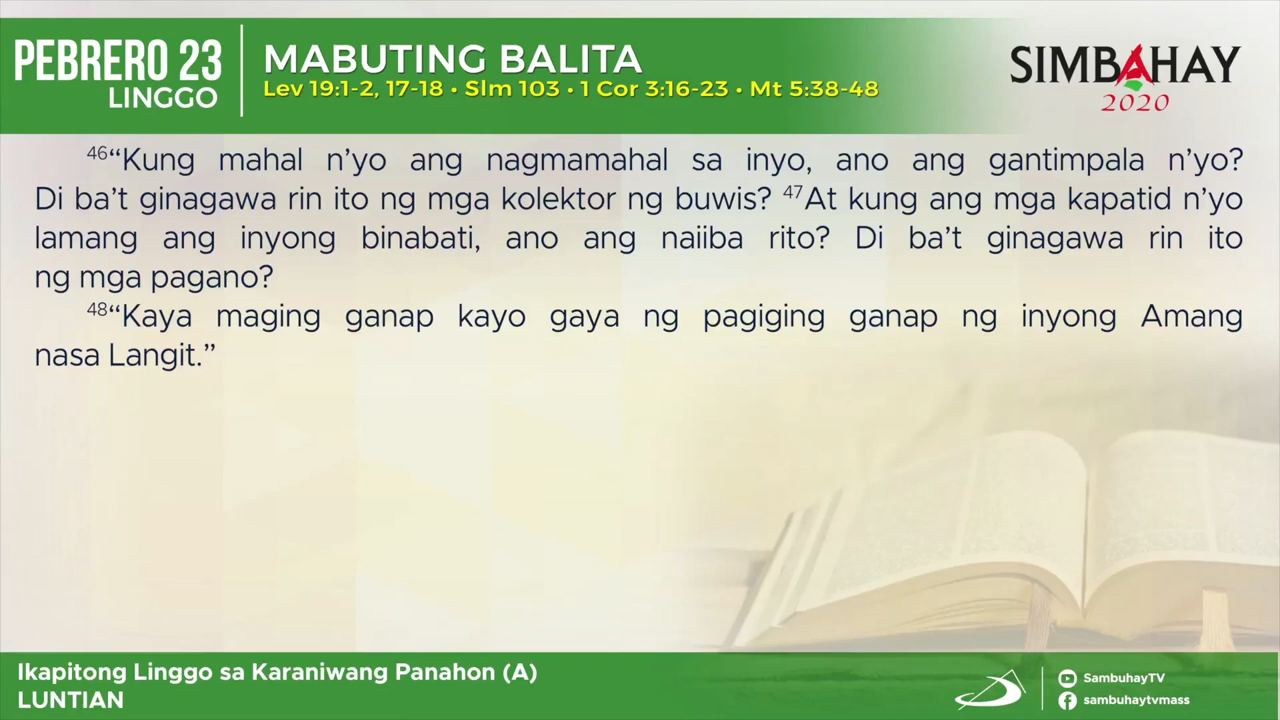 PEBRERO 23
LINGGO
MABUTING BALITA
Lev 19:1-2, 17-18 • Slm 103 • 1 Cor 3:16-23 • Mt 5:38-48
SIMBAHAY
2020
⁴⁶“Kung mahal n’yo ang nagmamahal sa inyo, ano ang gantimpala n’yo?
Di ba’t ginagawa rin ito ng mga kolektor ng buwis? ⁴⁷At kung ang mga kapatid n’yo
lamang ang inyong binabati, ano ang naiiba rito? Di ba’t ginagawa rin ito
ng mga pagano?
⁴⁸“Kaya maging ganap kayo gaya ng pagiging ganap ng inyong Amang
nasa Langit.”
Ikapitong Linggo sa Karaniwang Panahon (A)
LUNTIAN
SambuhayTV
sambuhaytvmass